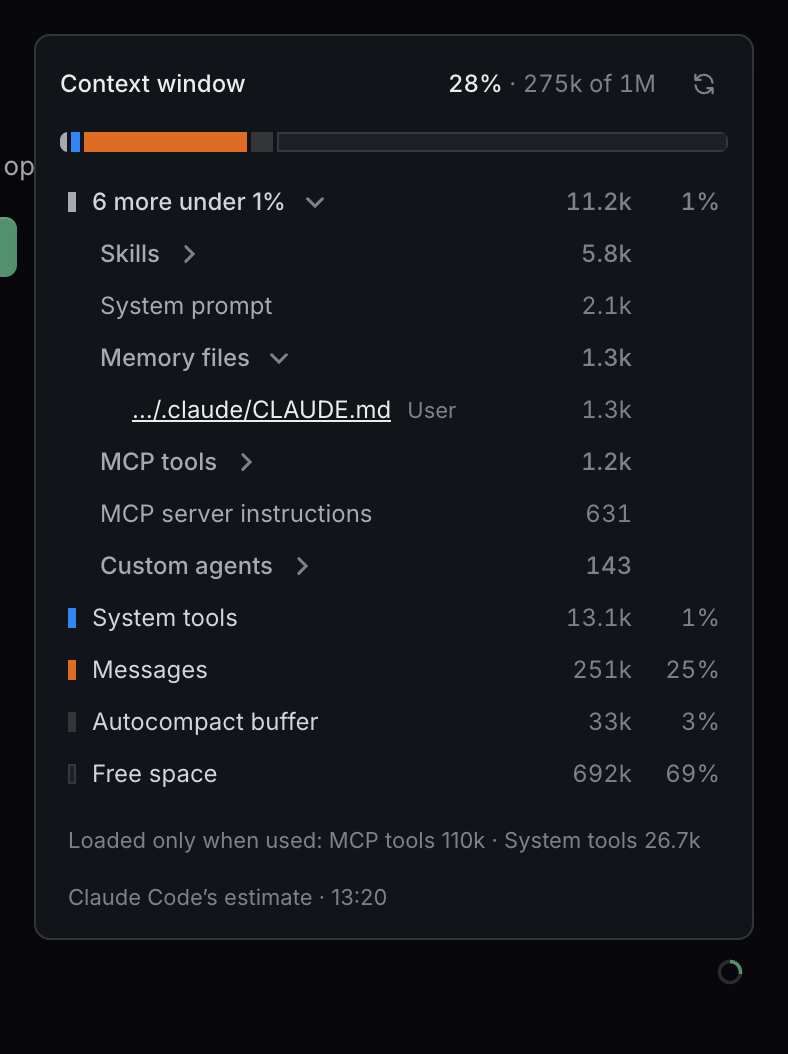 Context window 28% · 275k of 1M
op
6 more under 1% 11.2k 1%
Skills 5.8k
System prompt 2.1k
Memory files 1.3k
.../.claude/CLAUDE.md User 1.3k
MCP tools 1.2k
MCP server instructions 631
Custom agents 143
System tools 13.1k 1%
Messages 251k 25%
Autocompact buffer 33k 3%
Free space 692k 69%
Loaded only when used: MCP tools 110k · System tools 26.7k
Claude Code’s estimate · 13:20